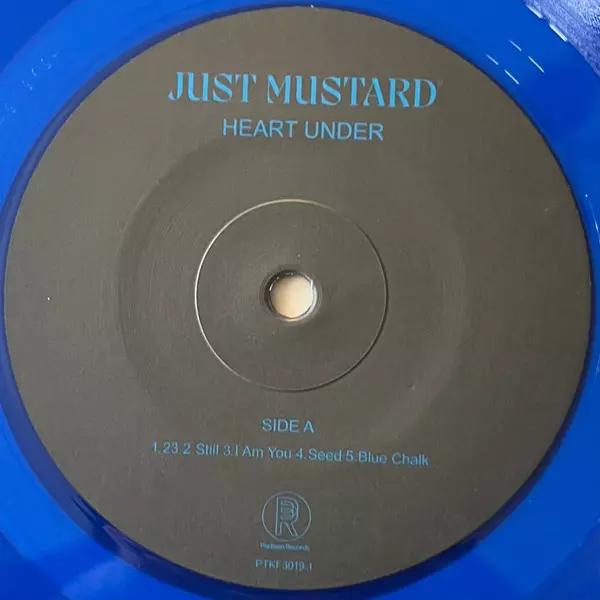 JUST MUSTARD
HEART UNDER
SIDE A
1.23.2 Still 3.I Am You 4.Seed 5.Blue Chalk
R
Partisan Records
PTKF3019-1